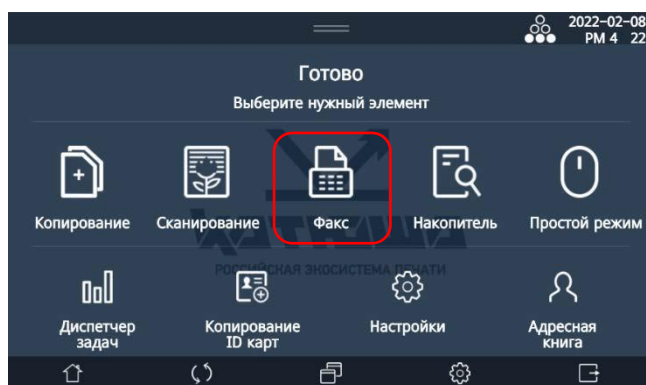 2022-02-08
PM 4 22
Готово
Выберите нужный элемент
Копирование Сканирование Факс Накопитель Простой режим
КАТЮША
РОССИЙСКАЯ ЭКОСИСТЕМА ПЕЧАТИ
Диспетчер задач
Копирование ID карт
Настройки
Адресная книга